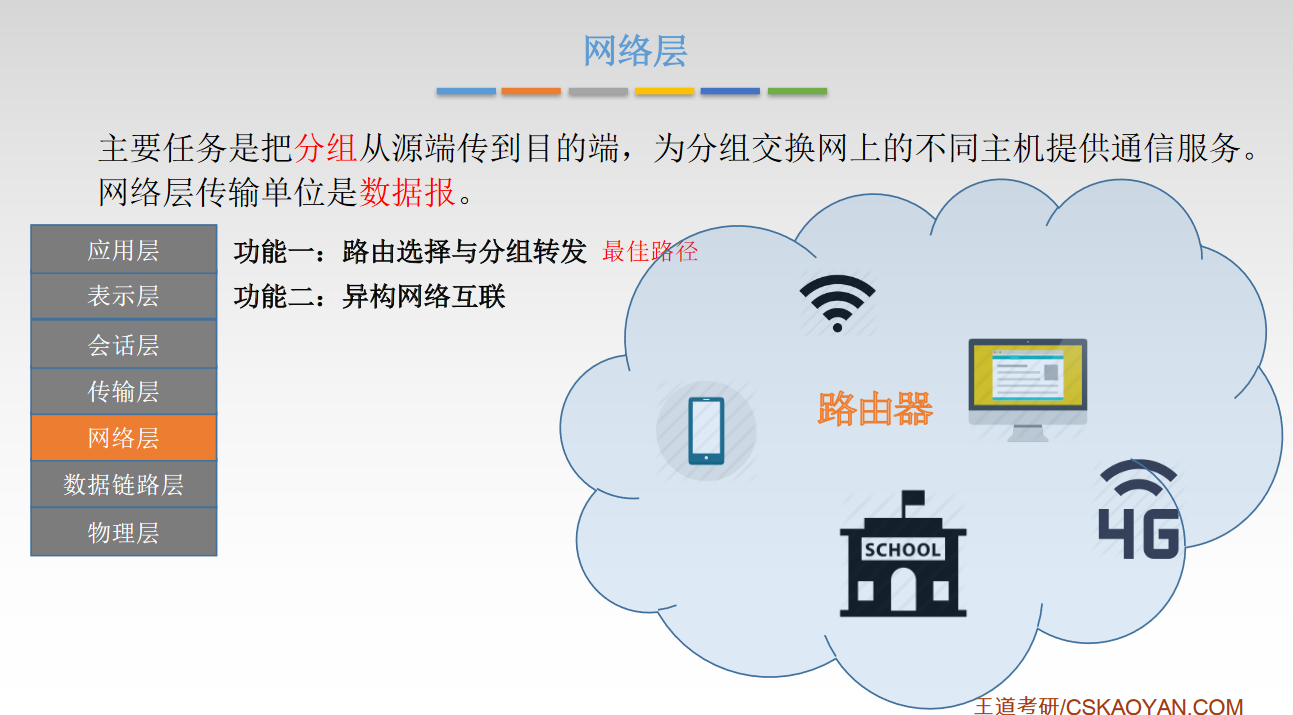 网络层
主要任务是把分组从源端传到目的端，为分组交换网上的不同主机提供通信服务。
网络层传输单位是数据报。
应用层
表示层
会话层
传输层
网络层
数据链路层
物理层
功能一：路由选择与分组转发 最佳路径
功能二：异构网络互联
路由器
4G
SCHOOL
王道考研/CSKAOYAN.COM